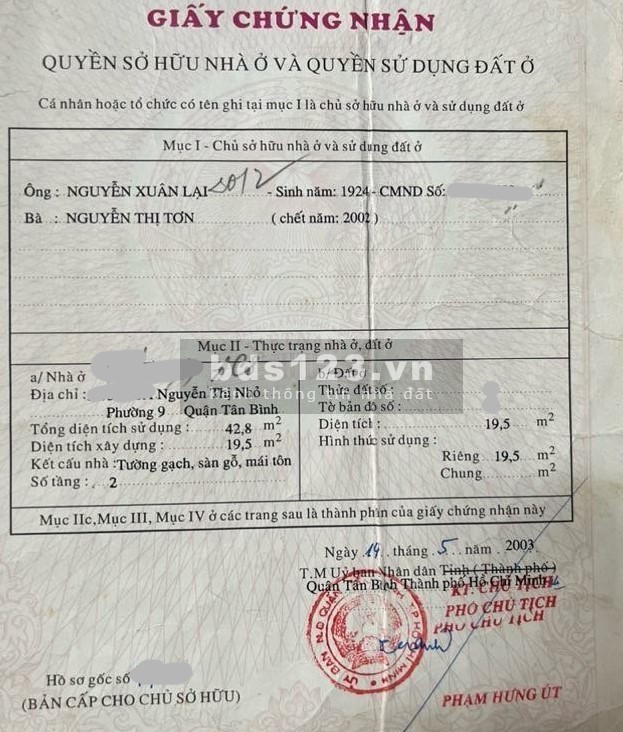 GIẤY CHỨNG NHẬN
QUYỀN SỞ HỮU NHÀ Ở VÀ QUYỀN SỬ DỤNG ĐẤT Ở
Cá nhân hoặc tổ chức có tên ghi tại mục I là chủ sở hữu nhà ở và sử dụng đất ở
Mục I - Chủ sở hữu nhà ở và sử dụng đất ở
Ông : NGUYỄN XUÂN LẠI - Sinh năm: 1924 - CMND Số:
Bà : NGUYỄN THỊ TƠN ( chết năm: 2002 )
Mục II - Thực trạng nhà ở, đất ở
bds123.vn
a/ Nhà ở
Địa chỉ : Nguyễn Thị Nhỏ
Phường 9 Quận Tân Bình
Tổng diện tích sử dụng : 42,8 m2
Diện tích xây dựng : 19,5 m2
Kết cấu nhà :Tường gạch, sàn gỗ, mái tôn
Số tầng : 2
b/ Đất ở
Thửa đất số :
Tờ bản đồ số :
Diện tích : 19,5 m2
Hình thức sử dụng :
Riêng 19,5 m2
Chung m2
Mục IIc,Mục III, Mục IV ở các trang sau là thành phần của giấy chứng nhận này
Ngày 14 tháng 5 năm 2003
T.M Uỷ ban Nhân dân Tỉnh ( Thành phố )
Quận Tân Bình Thành phố Hồ Chí Minh
KT. CHỦ TỊCH
PHÓ CHỦ TỊCH
PHÓ CHỦ TỊCH
Hồ sơ gốc số
(BẢN CẤP CHO CHỦ SỞ HỮU)
PHẠM HƯNG ÚT